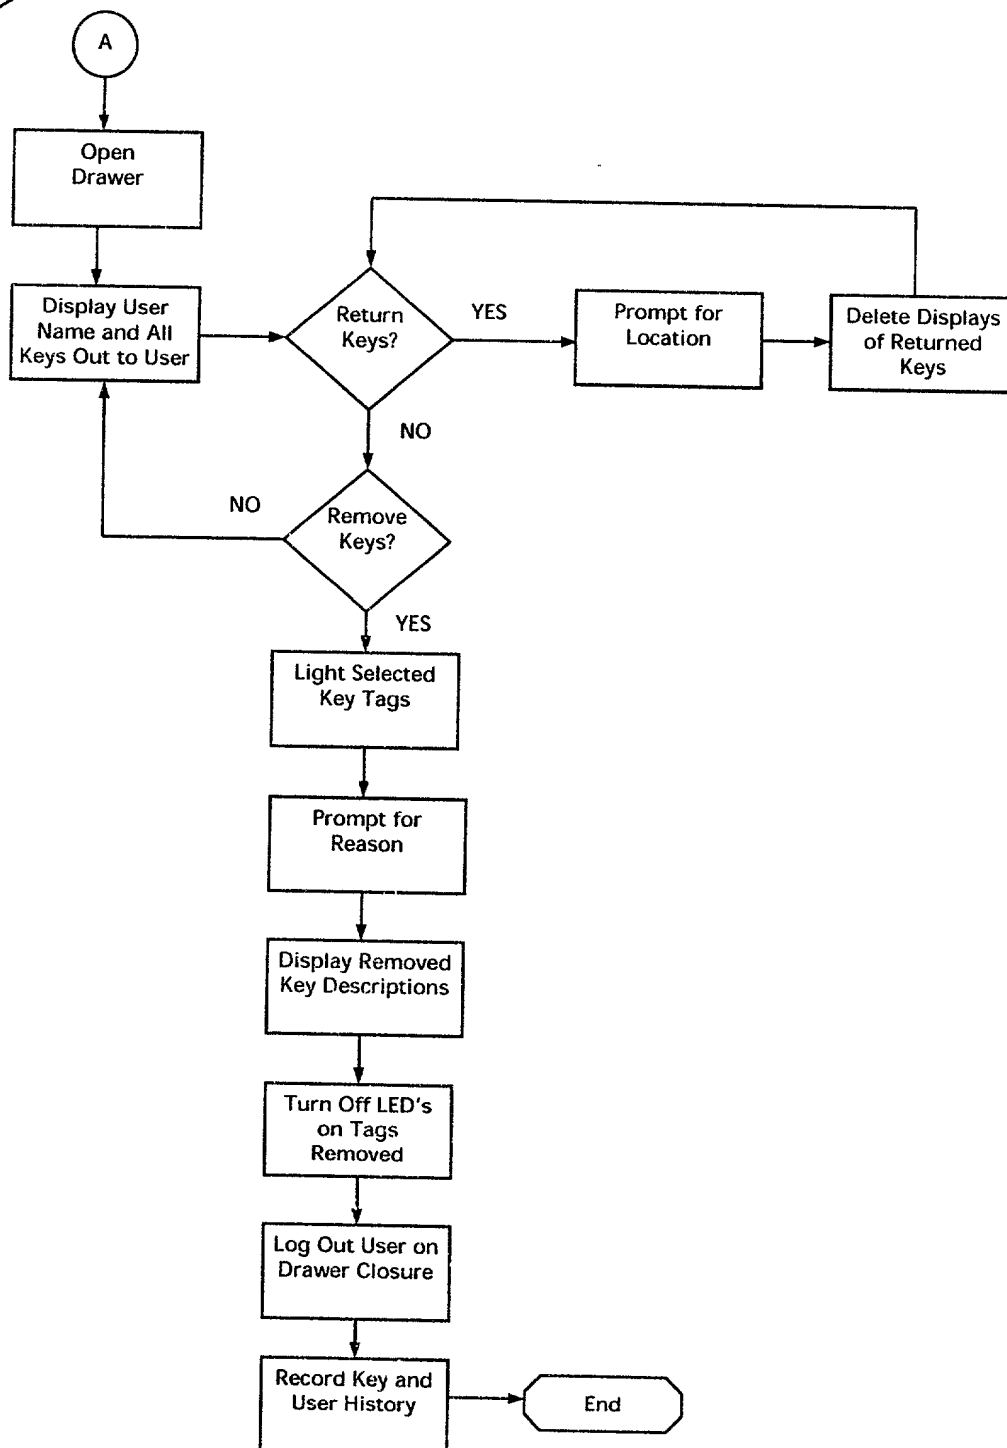 A
Open
Drawer
Display User
Name and All
Keys Out to User
Return
Keys?
YES
Prompt for
Location
Delete Displays
of Returned
Keys
NO
Remove
Keys?
NO
YES
Light Selected
Key Tags
Prompt for
Reason
Display Removed
Key Descriptions
Turn Off LED's
on Tags
Removed
Log Out User on
Drawer Closure
Record Key and
User History
End